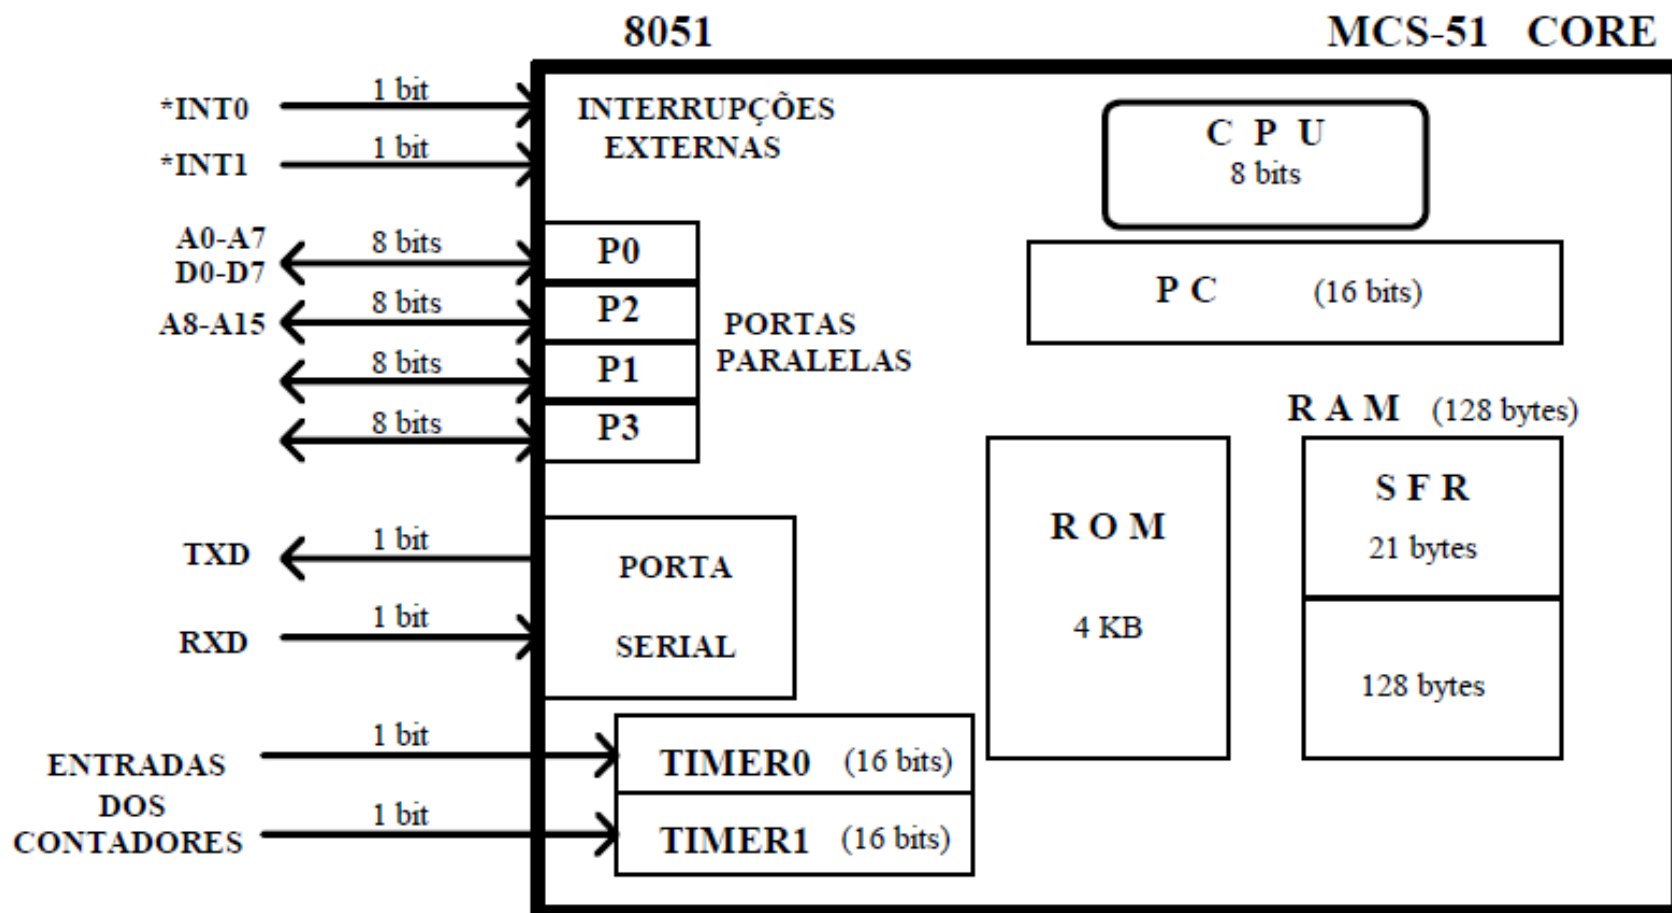 8051
MCS-51 CORE
*INT0
1 bit
*INT1
1 bit
INTERRUPÇÕES
EXTERNAS
C P U
8 bits
A0-A7
D0-D7
8 bits
P0
A8-A15
8 bits
P2
8 bits
P1
8 bits
P3
PORTAS
PARALELAS
P C (16 bits)
R A M (128 bytes)
S F R
21 bytes
128 bytes
R O M
4 KB
TXD
1 bit
RXD
1 bit
PORTA
SERIAL
ENTRADAS
DOS
CONTADORES
1 bit
1 bit
TIMER0 (16 bits)
TIMER1 (16 bits)